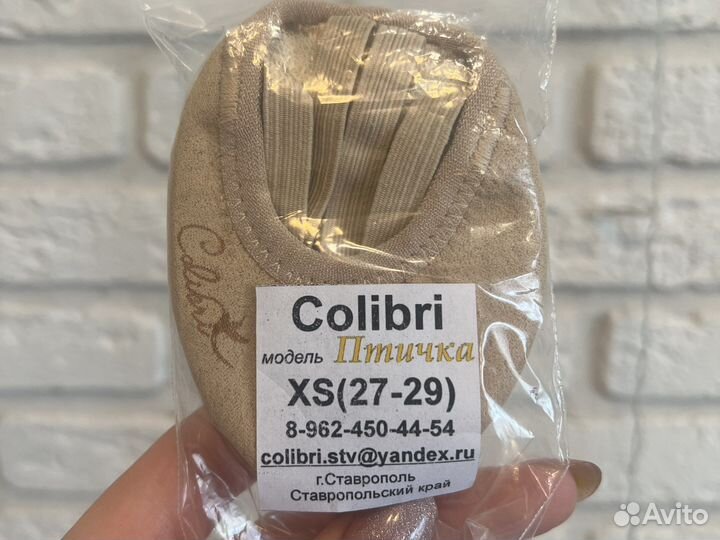 Colibri
Colibri
модель Птичка
XS(27-29)
8-962-450-44-54
colibri.stv@yandex.ru
г.Ставрополь
Ставропольский край
Avito